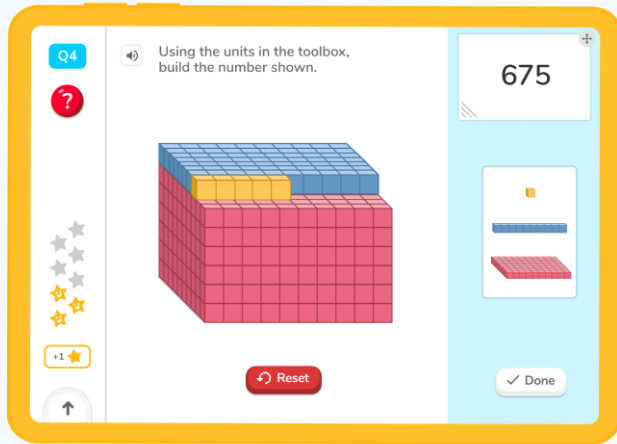 Q4
Using the units in the toolbox,
build the number shown.
675
?
+1
Reset
Done